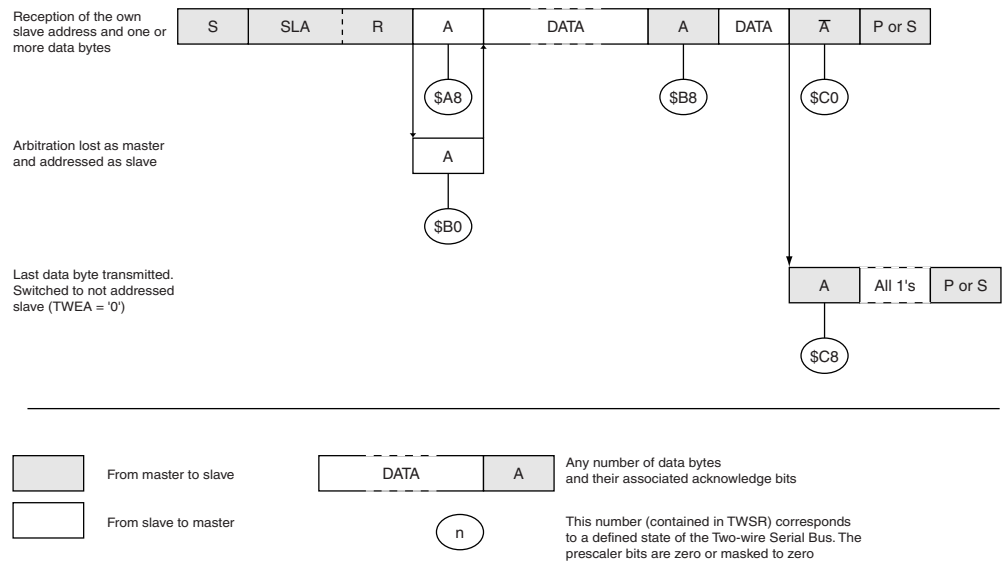 Reception of the own
slave address and one or
more data bytes
S SLA R A DATA A DATA A̅ P or S
$A8 $B8 $C0
Arbitration lost as master
and addressed as slave
A
$B0
Last data byte transmitted.
Switched to not addressed
slave (TWEA = '0')
A All 1's P or S
$C8
From master to slave
From slave to master
DATA A
Any number of data bytes
and their associated acknowledge bits
n
This number (contained in TWSR) corresponds
to a defined state of the Two-wire Serial Bus. The
prescaler bits are zero or masked to zero